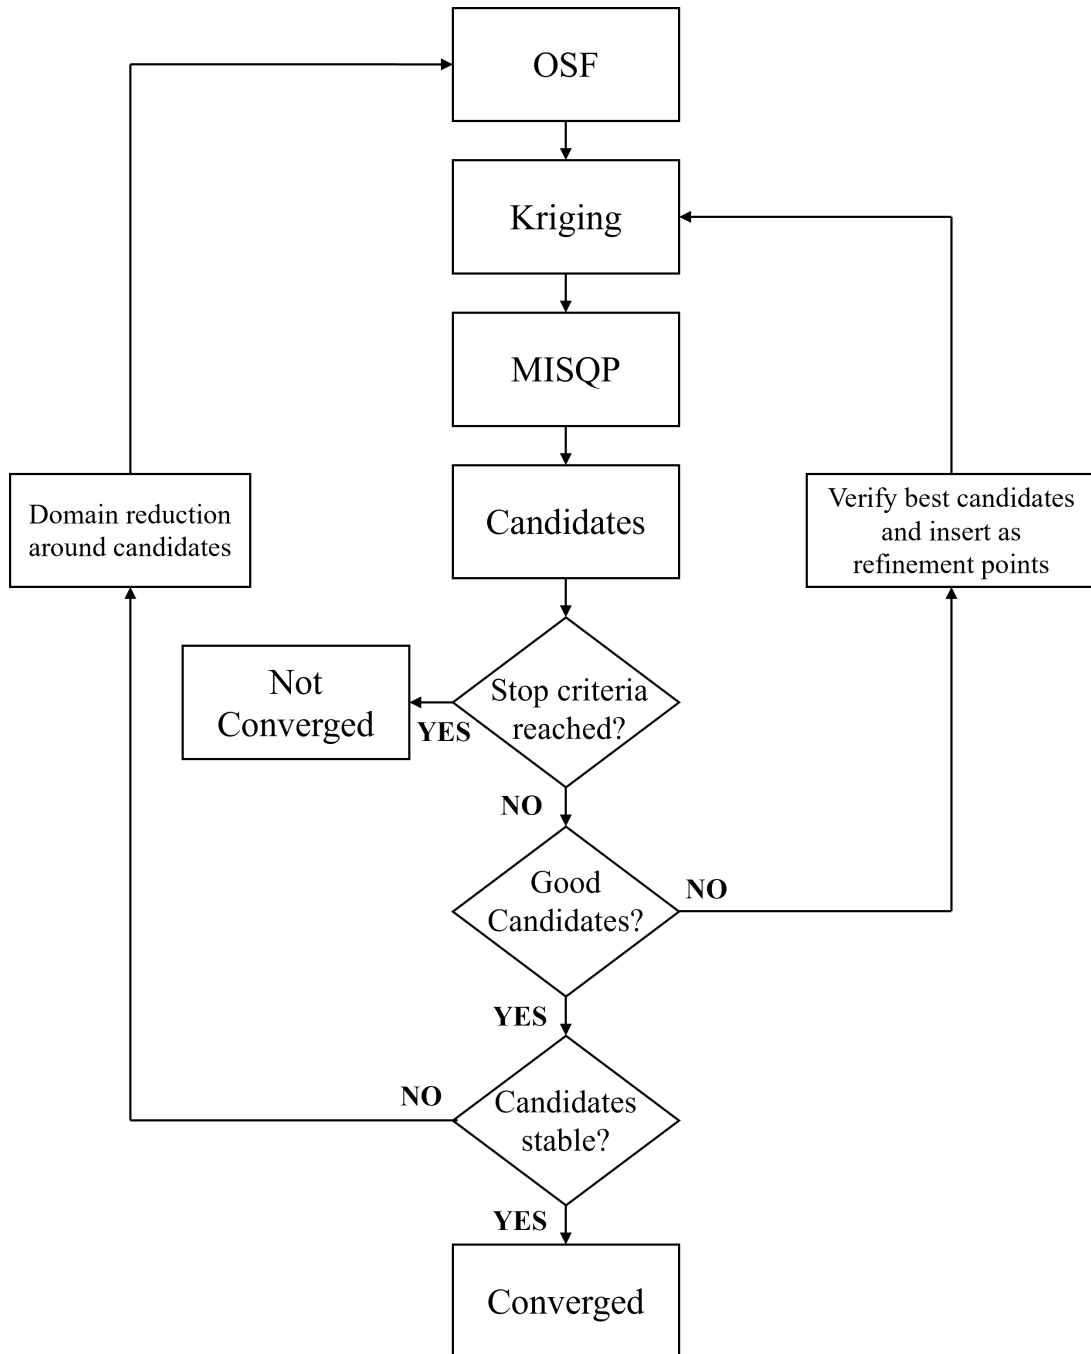 OSF
Kriging
MISQP
Domain reduction
around candidates
Candidates
Verify best candidates
and insert as
refinement points
Not
Converged
YES
Stop criteria
reached?
NO
Good
Candidates?
NO
YES
NO
Candidates
stable?
YES
Converged